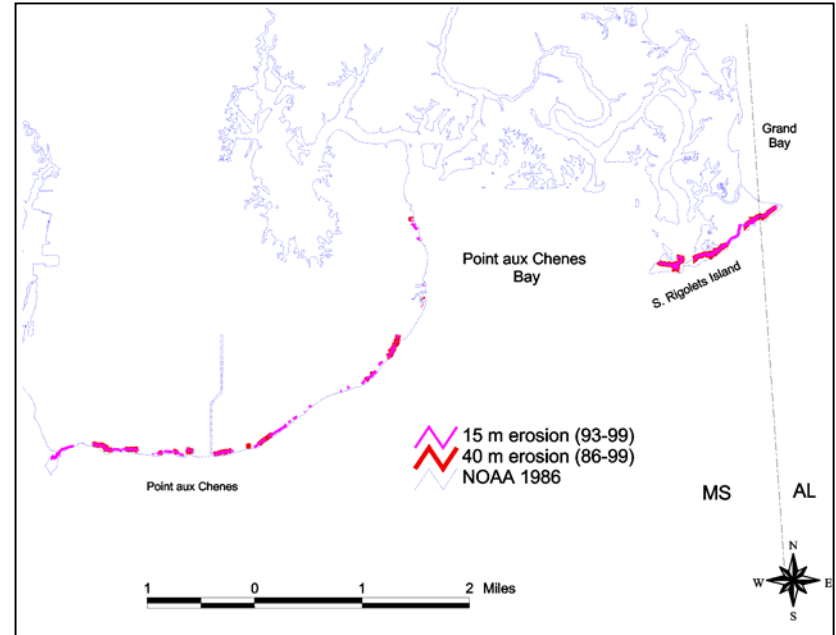 Grand
Bay
Point aux Chenes
Bay
S. Rigolets Island
15 m erosion (93-99)
40 m erosion (86-99)
NOAA 1986
Point aux Chenes
MS AL
N
W E
S
1 0 1 2 Miles